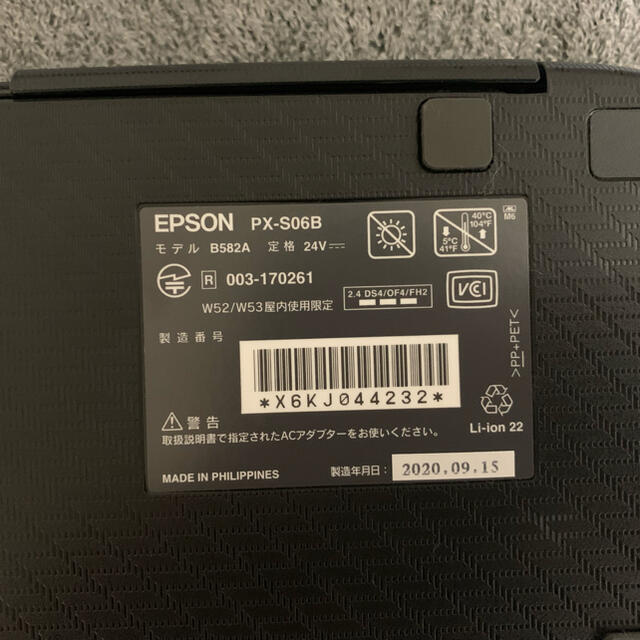 EPSON PX-S06B
モデル B582A 定格 24V⎓
R 003-170261
W52/W53屋内使用限定
2.4 DS4/OF4/FH2
40°C
104°F
5°C
41°F
M6
VCI
>PP+PET<
製造番号
*X6KJ044232*
⚠警告
取扱説明書で指定されたACアダプターをお使いください。
Li-ion 22
MADE IN PHILIPPINES
製造年月日: 2020.09.15